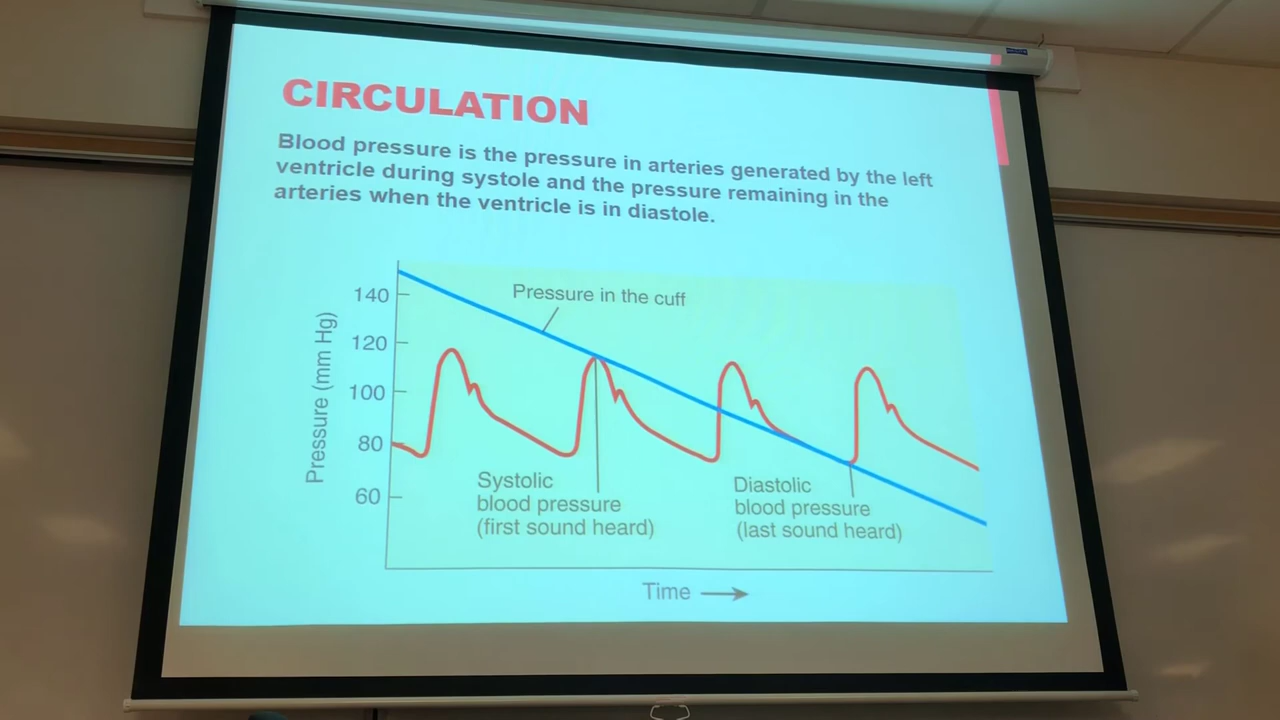 CIRCULATION
Blood pressure is the pressure in arteries generated by the left
ventricle during systole and the pressure remaining in the
arteries when the ventricle is in diastole.
Pressure (mm Hg)
140
120
100
80
60
Pressure in the cuff
Systolic
blood pressure
(first sound heard)
Diastolic
blood pressure
(last sound heard)
Time